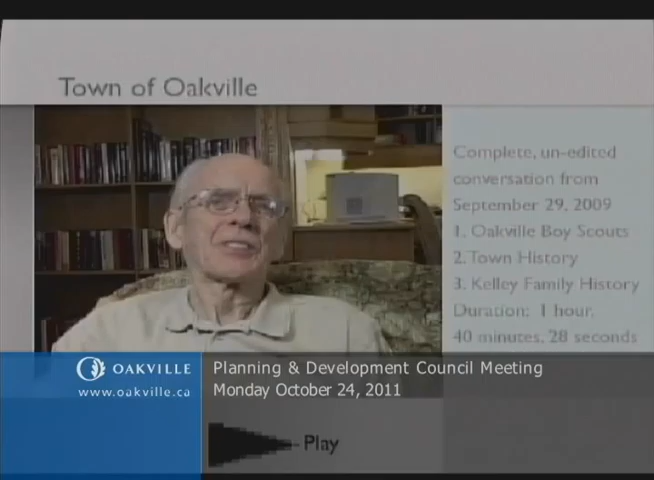 Town of Oakville
Complete, un-edited
conversation from
September 29, 2009
1. Oakville Boy Scouts
2. Town History
3. Kelley Family History
Duration: 1 hour,
40 minutes, 28 seconds
OAKVILLE
www.oakville.ca
Planning & Development Council Meeting
Monday October 24, 2011
Play